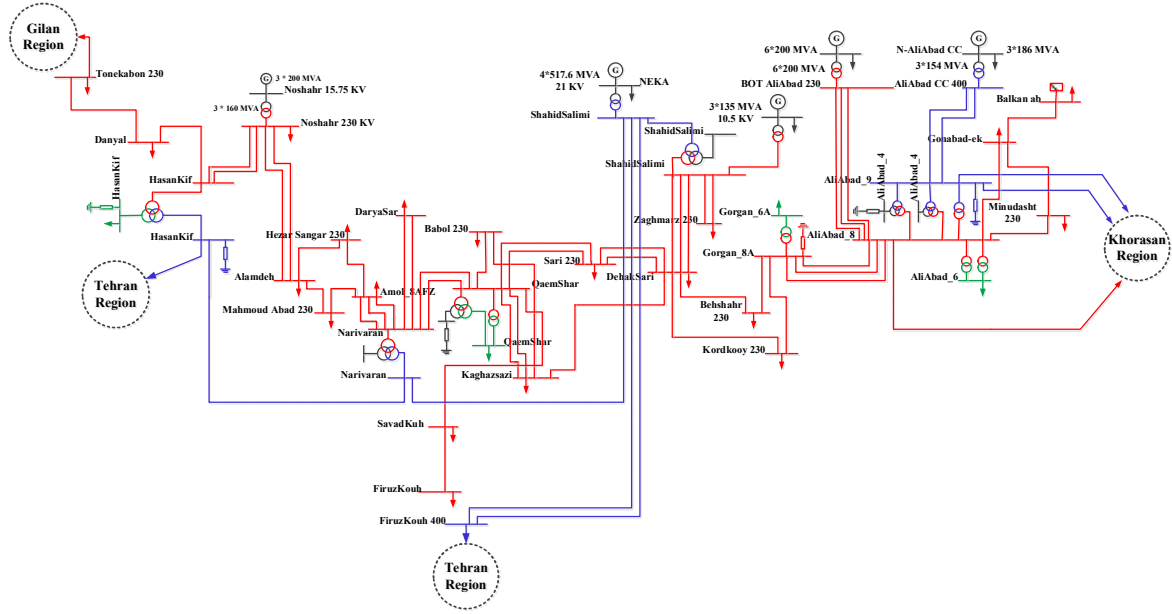 Gilan
Region
Tonekabon 230
G
3 * 200 MVA
Noshahr 15.75 KV
3 * 160 MVA
Noshahr 230 KV
Danyal
HasanKif
HasanKif
HasanKif
Tehran
Region
Hezar Sangar 230
Alamdeh
Mahmoud Abad 230
DaryaSar
Amol_8AFZ
Narivaran
Narivaran
Babol 230
QaemShar
QaemShar
Kaghazsazi
SavadKuh
FiruzKouh
FiruzKouh 400
Tehran
Region
Sari 230
DehakSari
G
4*517.6 MVA
21 KV
NEKA
ShahidSalimi
ShahidSalimi
ShahidSalimi
G
3*135 MVA
10.5 KV
Zaghmarz 230
Gorgan_6A
Gorgan_8A
Behshahr
230
Kordkooy 230
G
6*200 MVA
6*200 MVA
BOT AliAbad 230
G
N-AliAbad CC
3*186 MVA
3*154 MVA
AliAbad CC 400
Balkan ab
Gonabad-ek
AliAbad_4
AliAbad_4
AliAbad_9
AliAbad_8
AliAbad_6
Minudasht
230
Khorasan
Region